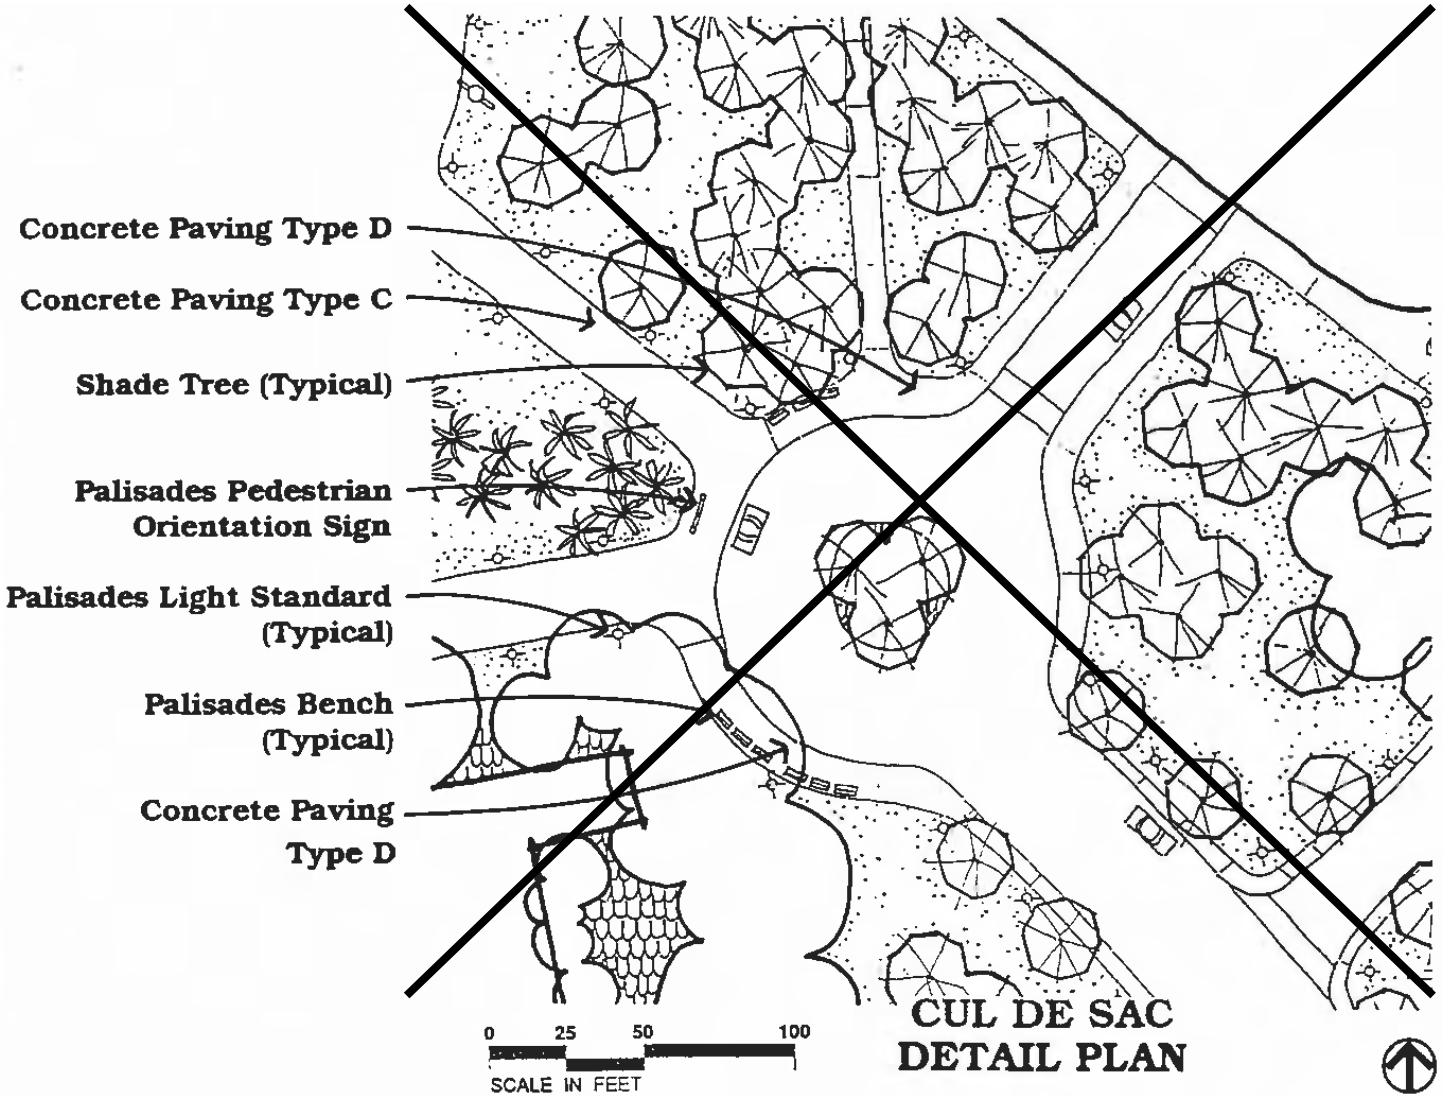 Concrete Paving Type D
Concrete Paving Type C
Shade Tree (Typical)
Palisades Pedestrian
Orientation Sign
Palisades Light Standard
(Typical)
Palisades Bench
(Typical)
Concrete Paving
Type D
CUL DE SAC
DETAIL PLAN
0 25 50 100
SCALE IN FEET